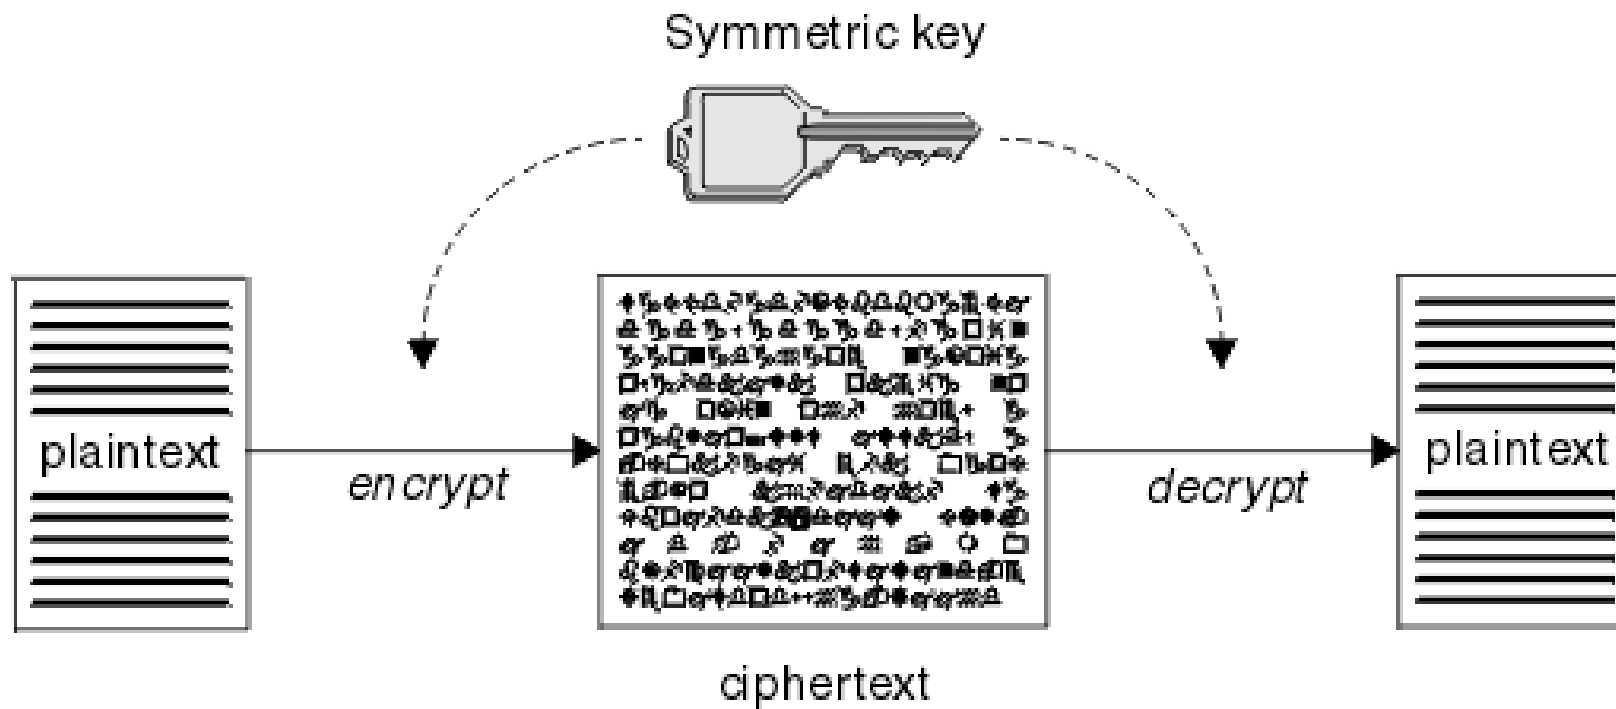 Symmetric key
plaintext
encrypt
decrypt
plaintext
ciphertext